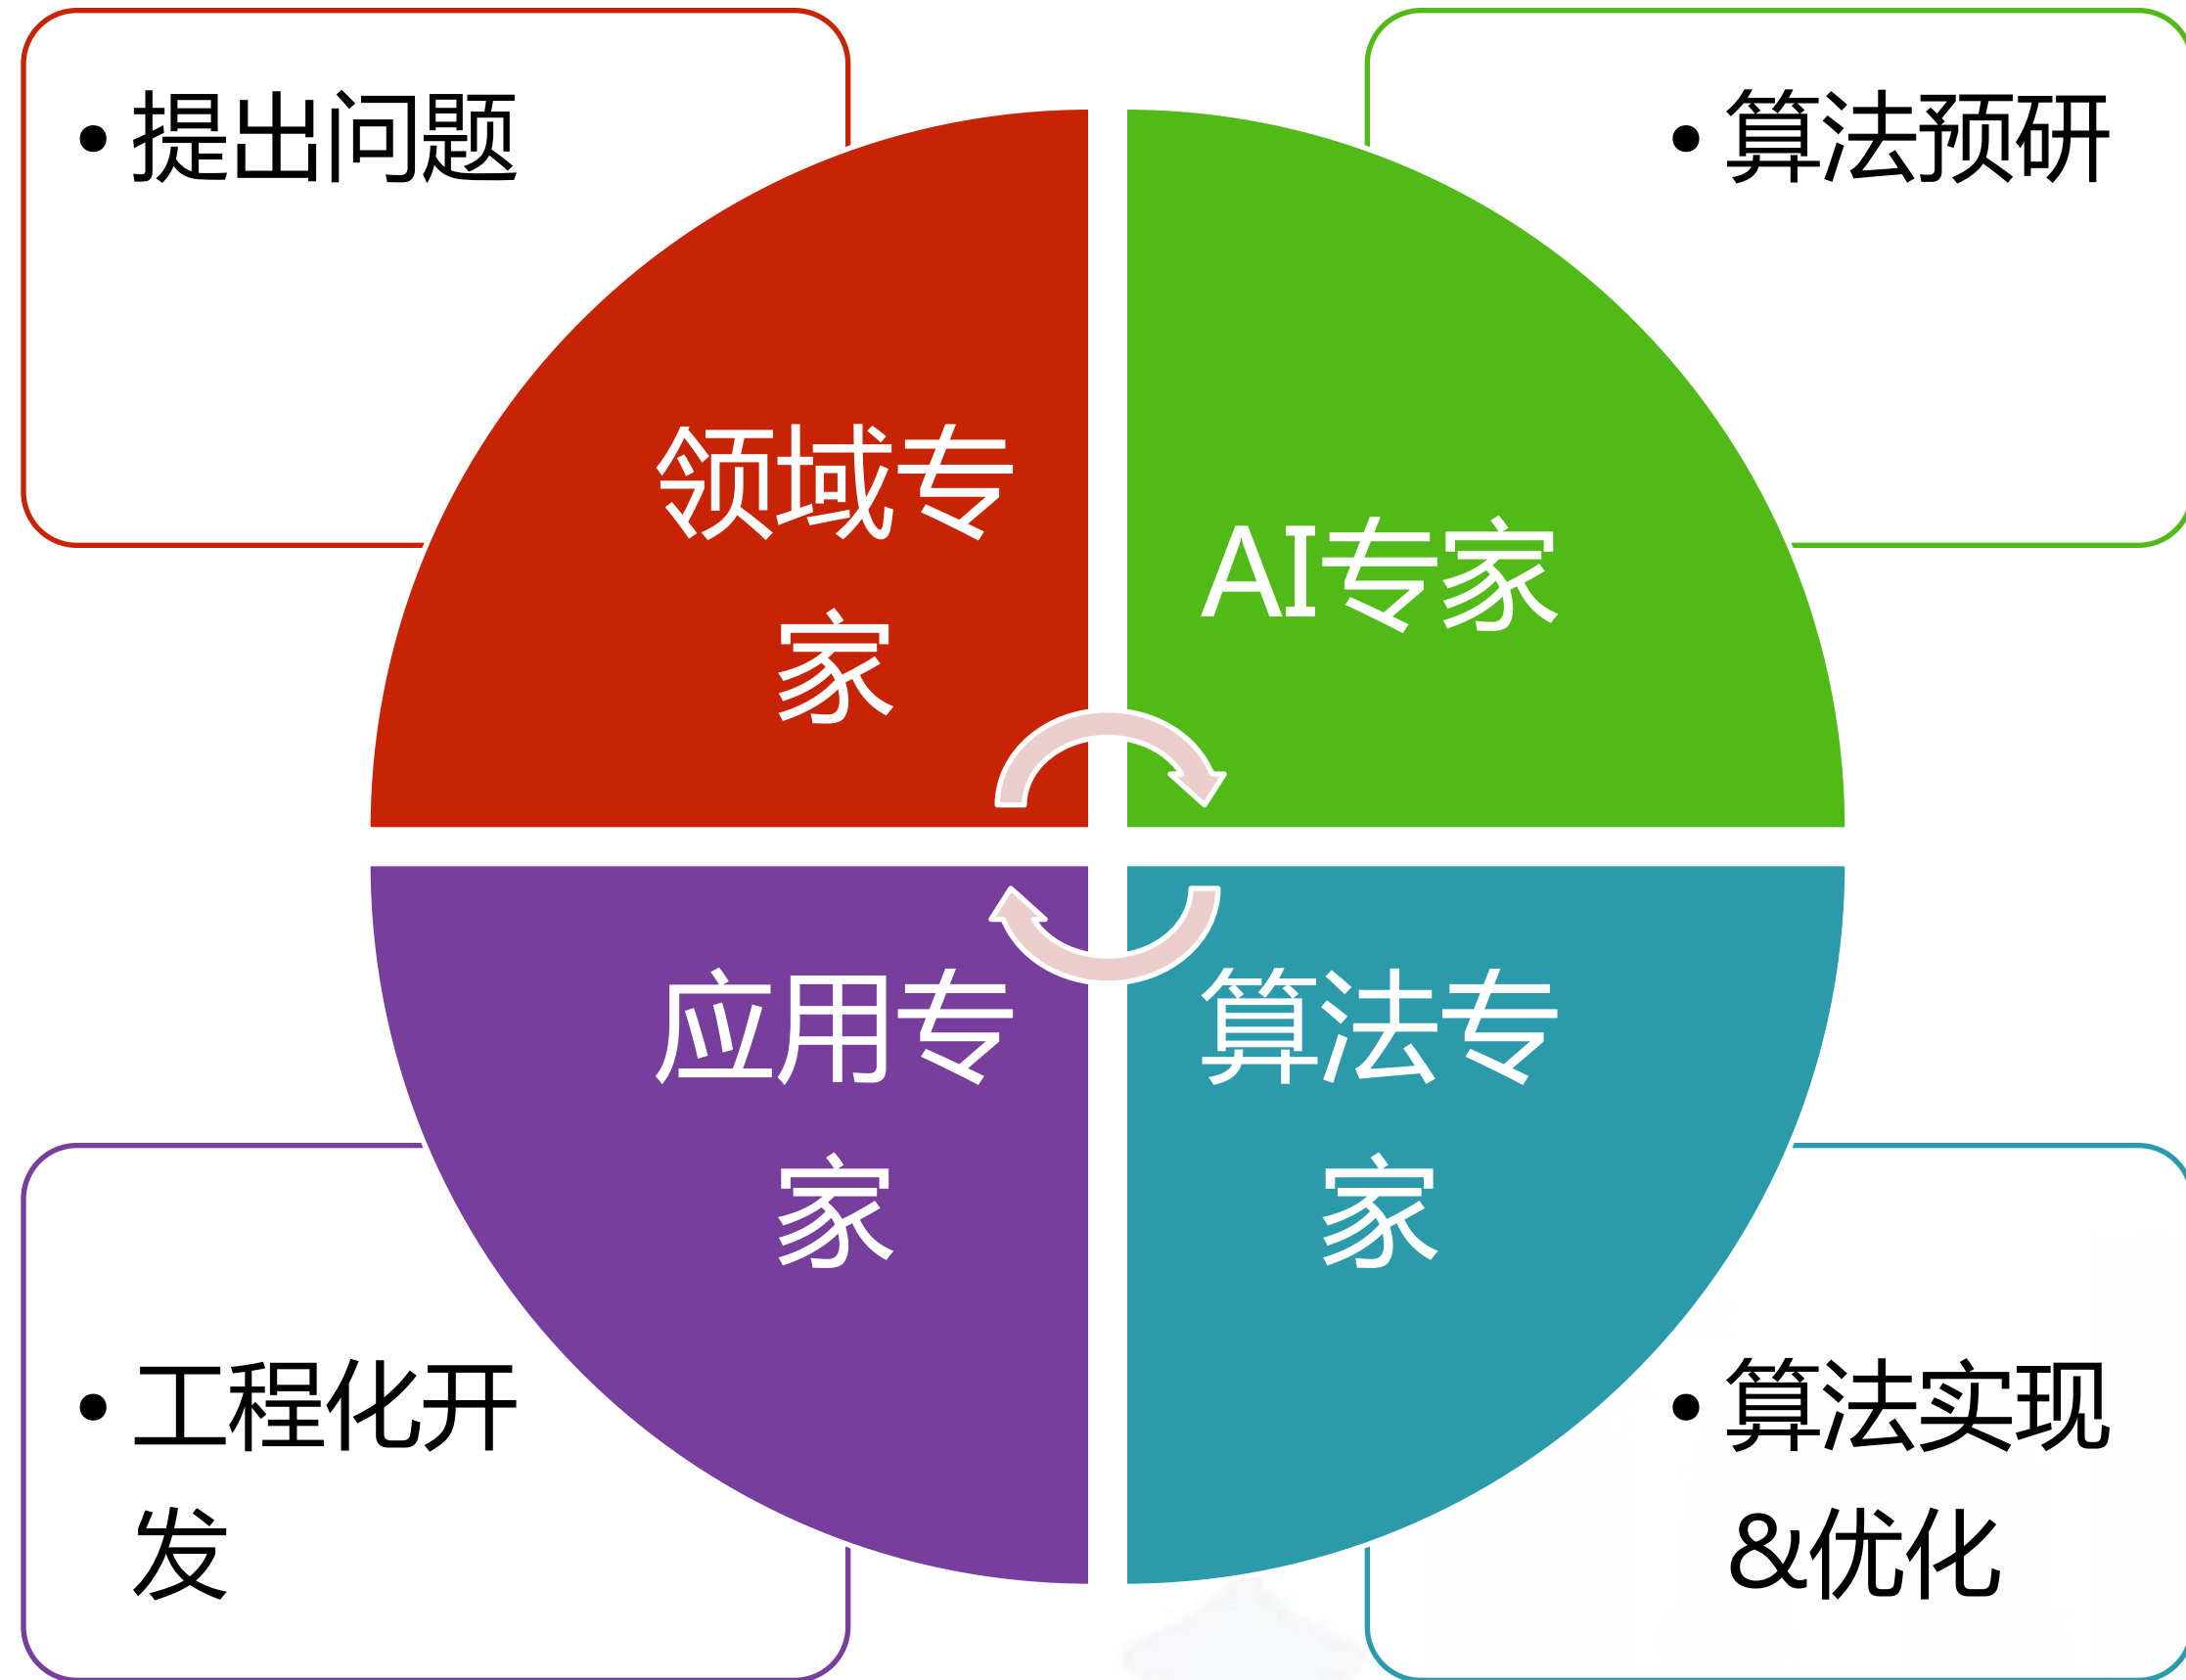 • 提出问题
• 算法预研
领域专
家
AI专家
应用专
家
算法专
家
• 工程化开
发
• 算法实现
&优化